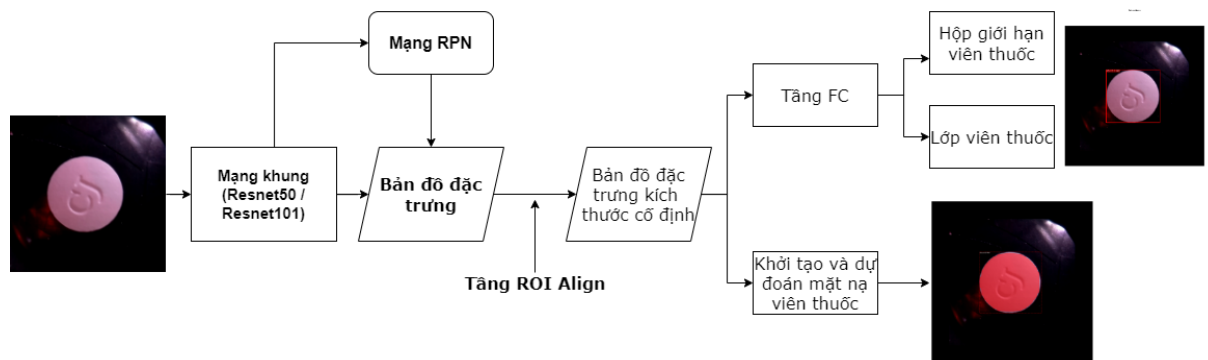 Mạng RPN
Mạng khung
(Resnet50 /
Resnet101)
Bản đồ đặc
trưng
Tầng ROI Align
Bản đồ đặc
trưng kích
thước cố định
Tầng FC
Hộp giới hạn
viên thuốc
Lớp viên thuốc
Khởi tạo và dự
đoán mặt nạ
viên thuốc